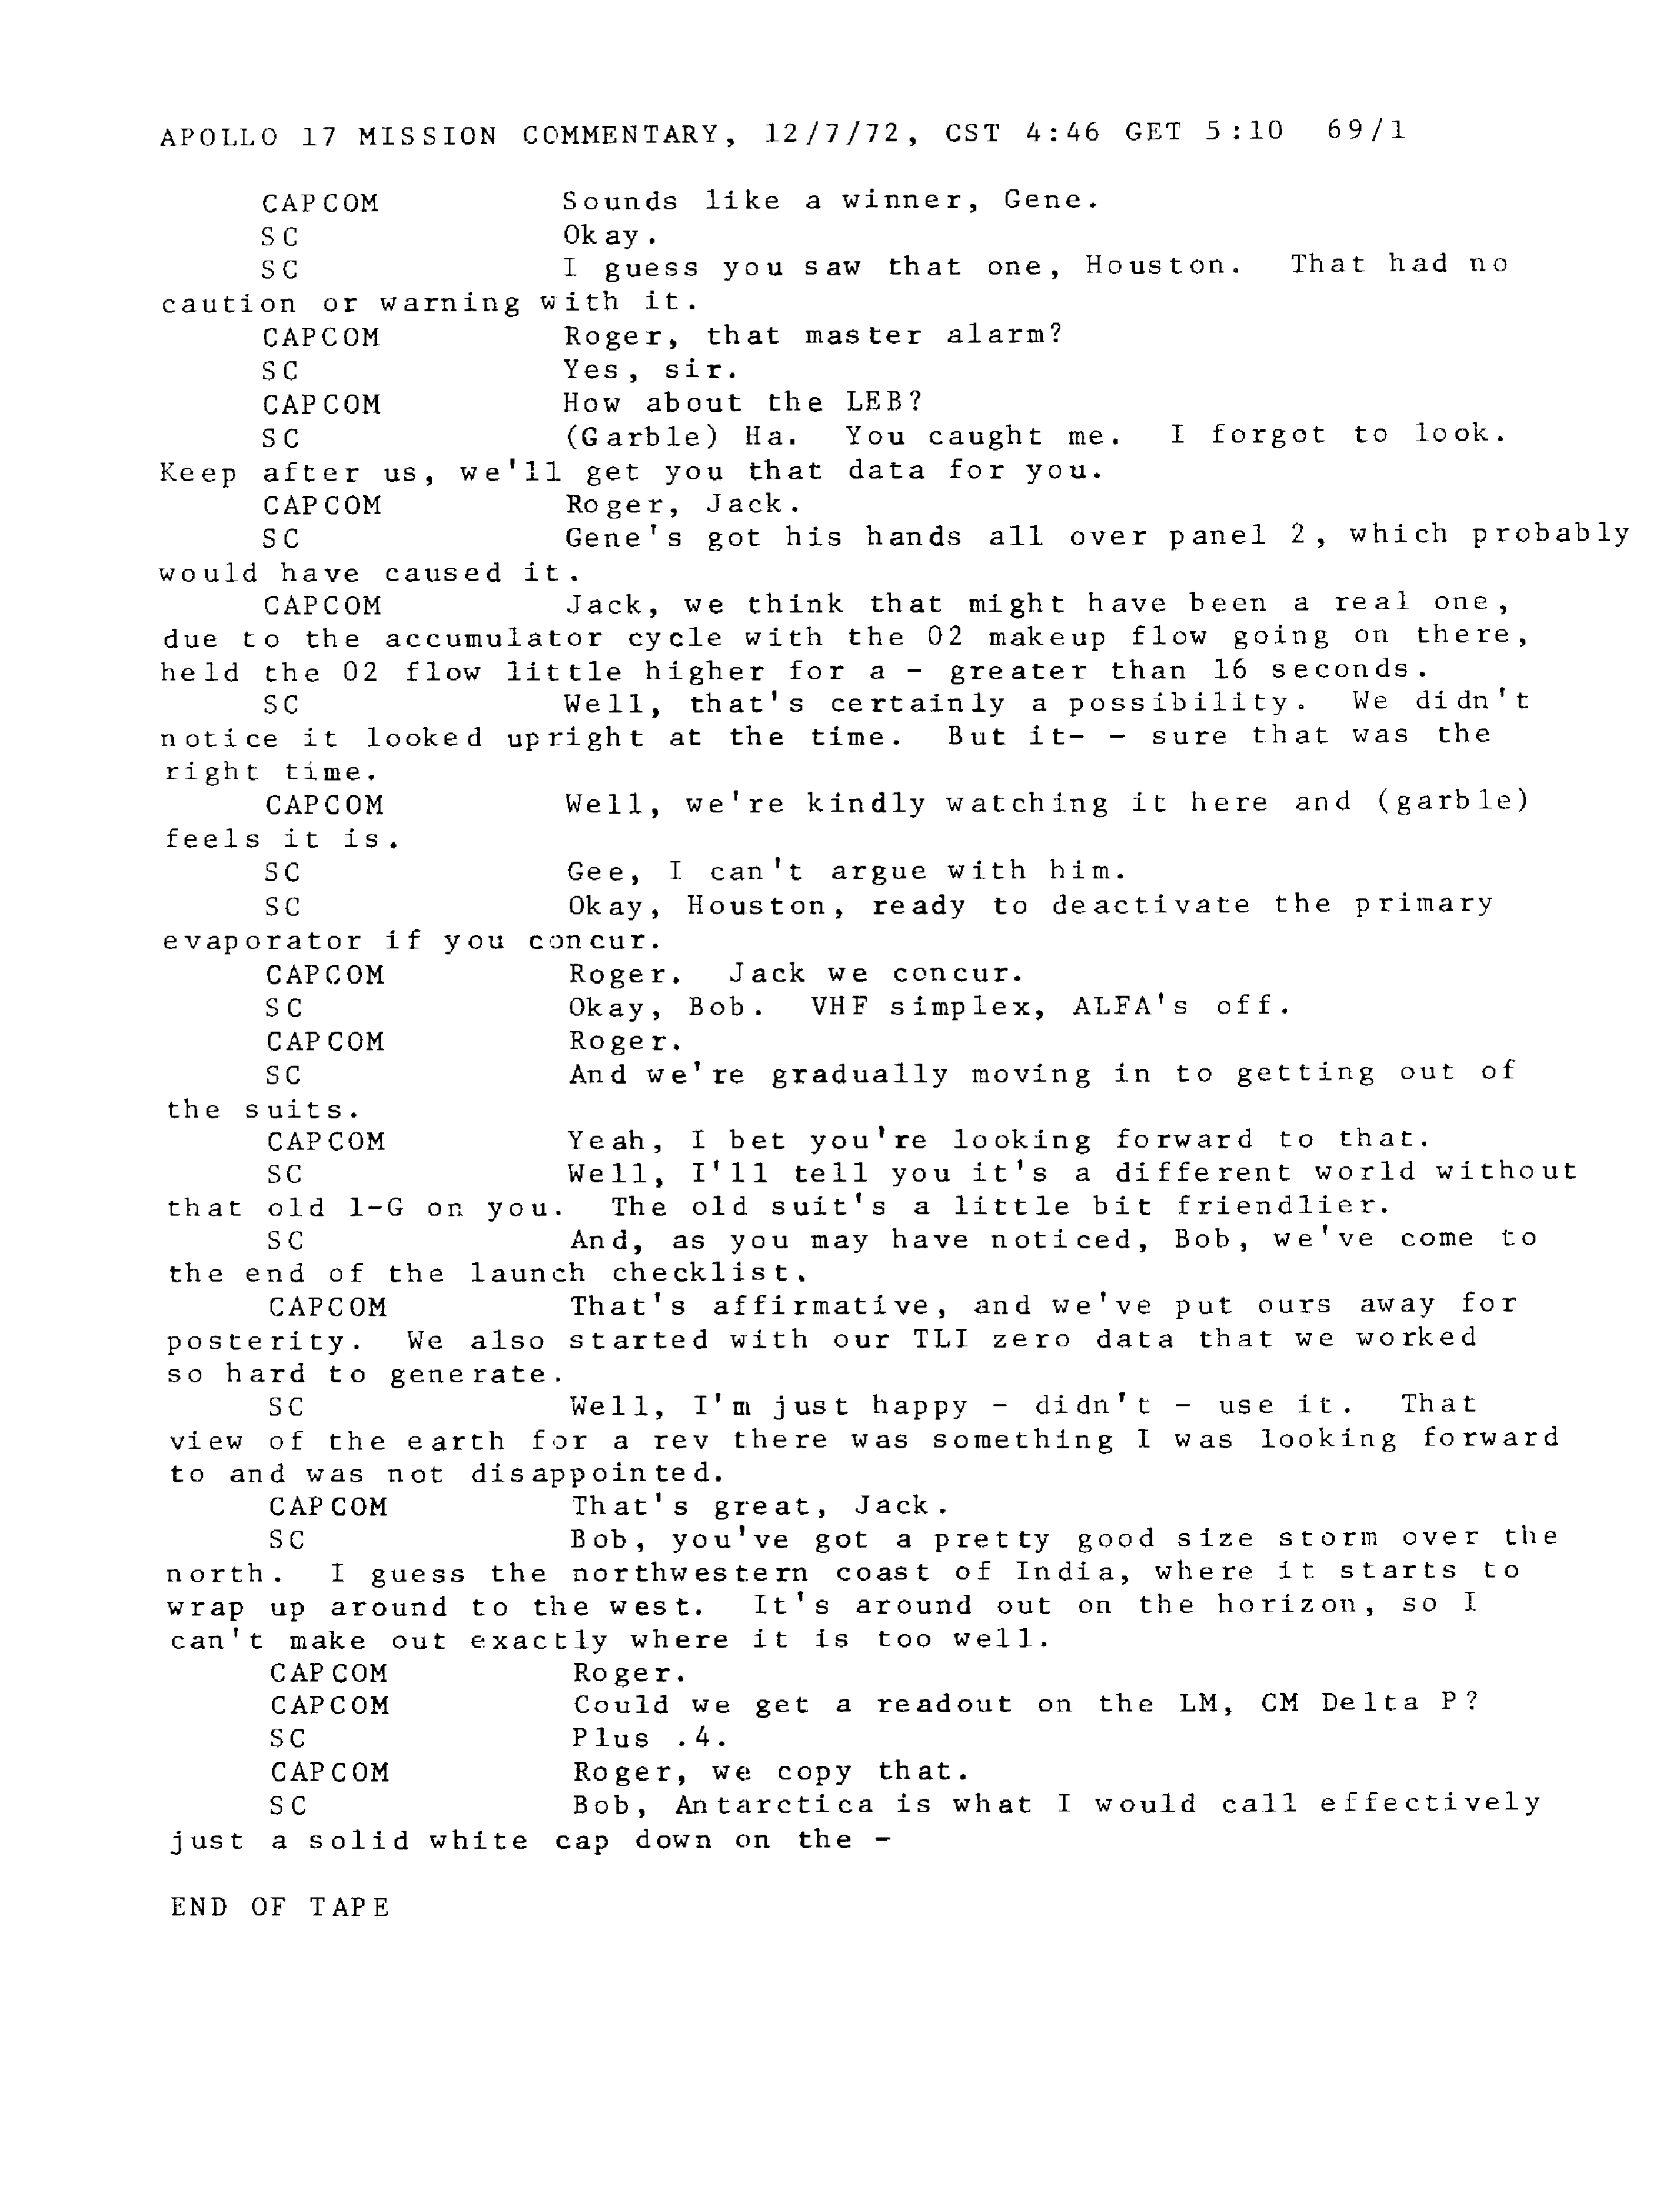 APOLLO 17 MISSION COMMENTARY, 12/7/72, CST 4:46 GET 5:10 69/1
CAPCOM Sounds like a winner, Gene.
SC Okay.
SC I guess you saw that one, Houston. That had no
caution or warning with it.
CAPCOM Roger, that master alarm?
SC Yes, sir.
CAPCOM How about the LEB?
SC (Garble) Ha. You caught me. I forgot to look.
Keep after us, we'll get you that data for you.
CAPCOM Roger, Jack.
SC Gene's got his hands all over panel 2, which probably
would have caused it.
CAPCOM Jack, we think that might have been a real one,
due to the accumulator cycle with the 02 makeup flow going on there,
held the 02 flow little higher for a - greater than 16 seconds.
SC Well, that's certainly a possibility. We didn't
notice it looked upright at the time. But it- - sure that was the
right time.
CAPCOM Well, we're kindly watching it here and (garble)
feels it is.
SC Gee, I can't argue with him.
SC Okay, Houston, ready to deactivate the primary
evaporator if you concur.
CAPCOM Roger. Jack we concur.
SC Okay, Bob. VHF simplex, ALFA's off.
CAPCOM Roger.
SC And we're gradually moving in to getting out of
the suits.
CAPCOM Yeah, I bet you're looking forward to that.
SC Well, I'll tell you it's a different world without
that old 1-G on you. The old suit's a little bit friendlier.
SC And, as you may have noticed, Bob, we've come to
the end of the launch checklist.
CAPCOM That's affirmative, and we've put ours away for
posterity. We also started with our TLI zero data that we worked
so hard to generate.
SC Well, I'm just happy - didn't - use it. That
view of the earth for a rev there was something I was looking forward
to and was not disappointed.
CAPCOM That's great, Jack.
SC Bob, you've got a pretty good size storm over the
north. I guess the northwestern coast of India, where it starts to
wrap up around to the west. It's around out on the horizon, so I
can't make out exactly where it is too well.
CAPCOM Roger.
CAPCOM Could we get a readout on the LM, CM Delta P?
SC Plus .4.
CAPCOM Roger, we copy that.
SC Bob, Antarctica is what I would call effectively
just a solid white cap down on the -
END OF TAPE